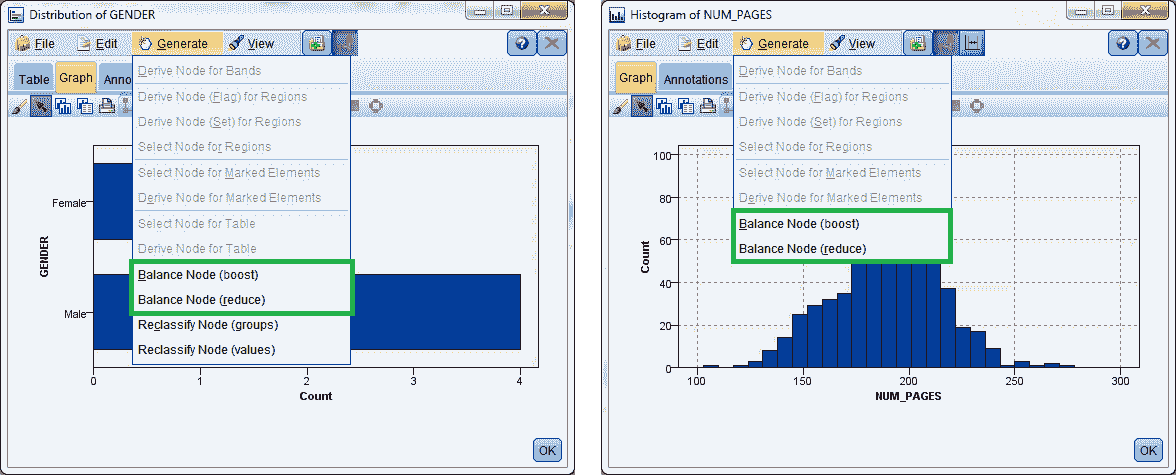 Distribution of GENDER
File Edit Generate View
Table Graph Anno
Derive Node for Bands
Derive Node (Flag) for Regions
Derive Node (Set) for Regions
Select Node for Regions
Select Node for Marked Elements
Derive Node for Marked Elements
Select Node for Table
Derive Node for Table
Balance Node (boost)
Balance Node (reduce)
Reclassify Node (groups)
Reclassify Node (values)
GENDER
Female
Male
0 1 2 3 4
Count
OK
Histogram of NUM_PAGES
File Edit Generate View
Graph Annotations
Derive Node for Bands
Derive Node (Flag) for Regions
Derive Node (Set) for Regions
Select Node for Regions
Select Node for Marked Elements
Derive Node for Marked Elements
Balance Node (boost)
Balance Node (reduce)
Count
100
80
60
40
20
0
100 150 200 250 300
NUM_PAGES
OK